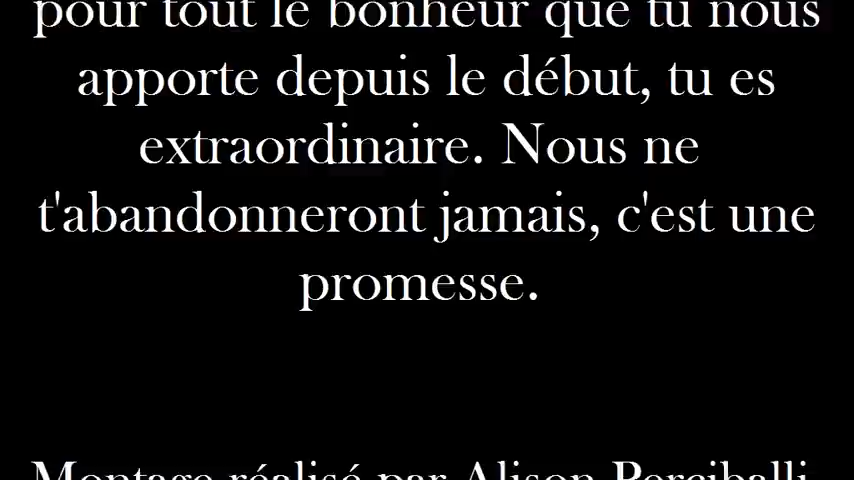 pour tout le bonheur que tu nous
apporte depuis le début, tu es
extraordinaire. Nous ne
t'abandonneront jamais, c'est une
promesse.
Montage réalisé par Alison Perciballi